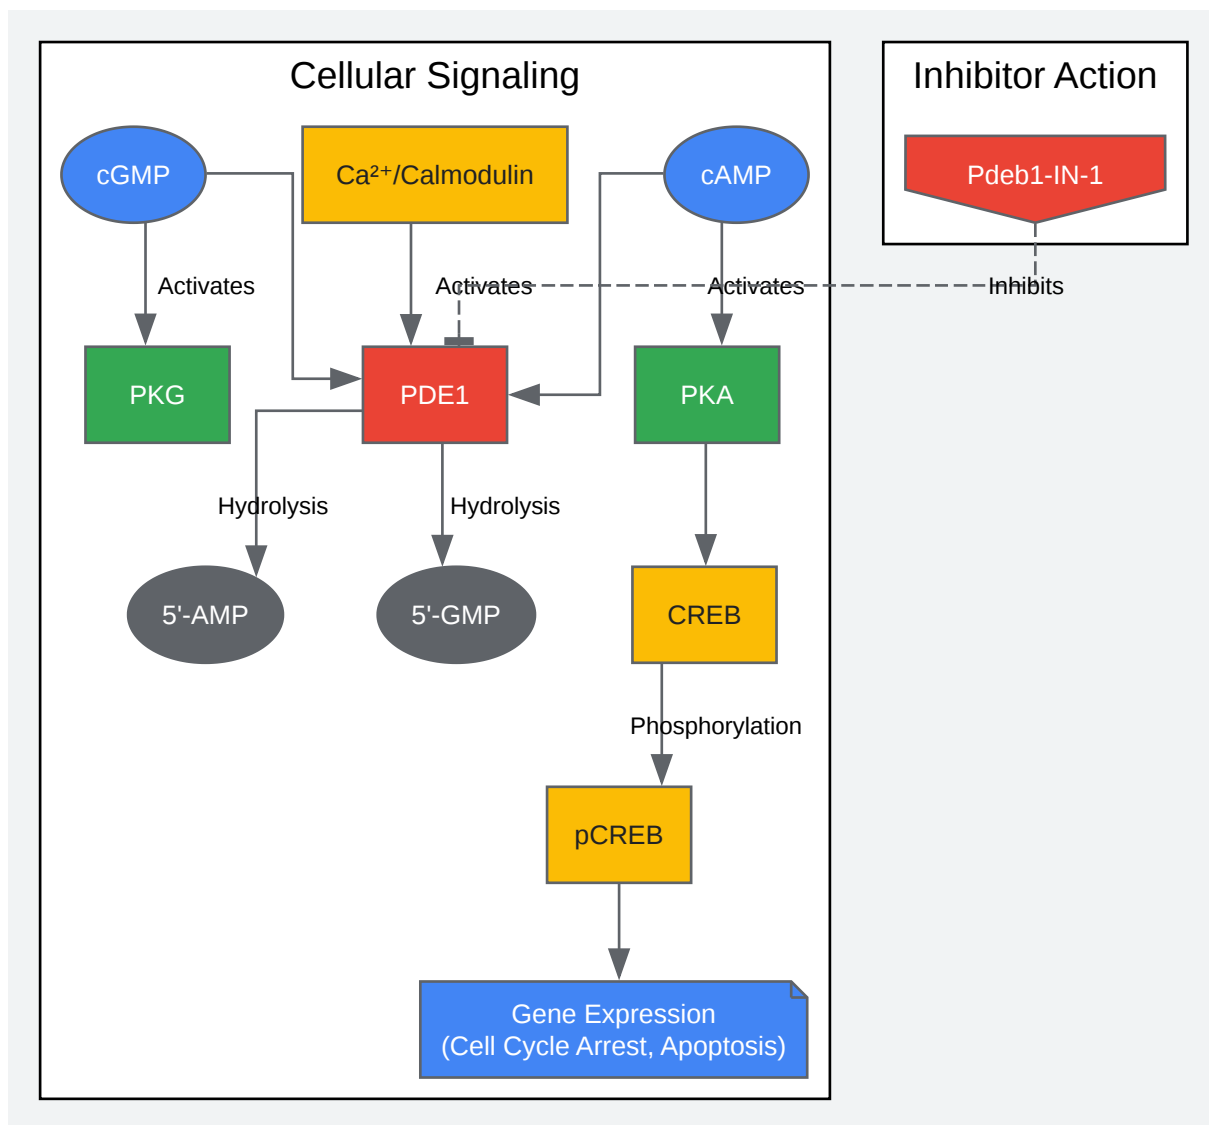 Cellular Signaling
Inhibitor Action
cGMP
Ca²⁺/Calmodulin
cAMP
Pdeb1-IN-1
Activates
Activates
Activates
Inhibits
PKG
PDE1
PKA
Hydrolysis
Hydrolysis
5'-AMP
5'-GMP
CREB
Phosphorylation
pCREB
Gene Expression
(Cell Cycle Arrest, Apoptosis)